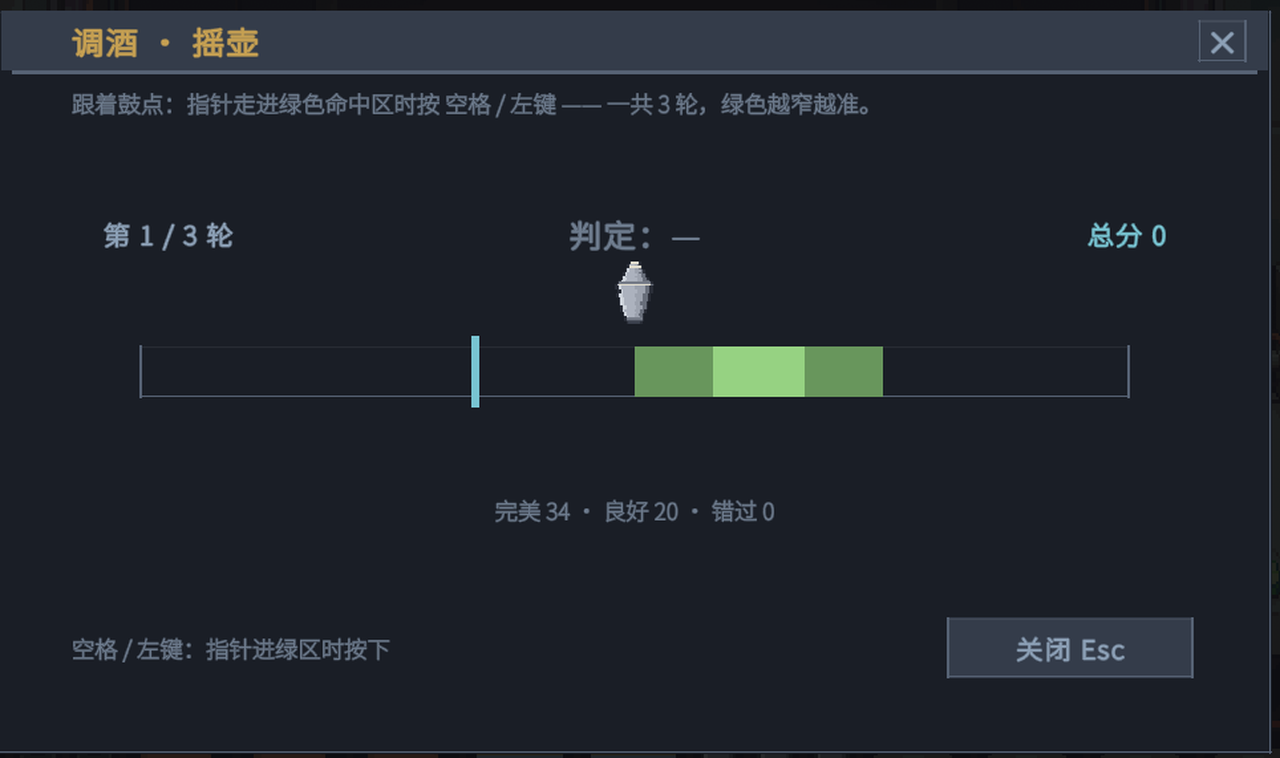 调酒 · 摇壶
跟着鼓点：指针走进绿色命中区时按 空格 / 左键 —— 一共 3 轮，绿色越窄越准。
第 1 / 3 轮
判定：—
总分 0
完美 34 · 良好 20 · 错过 0
空格 / 左键：指针进绿区时按下
关闭 Esc